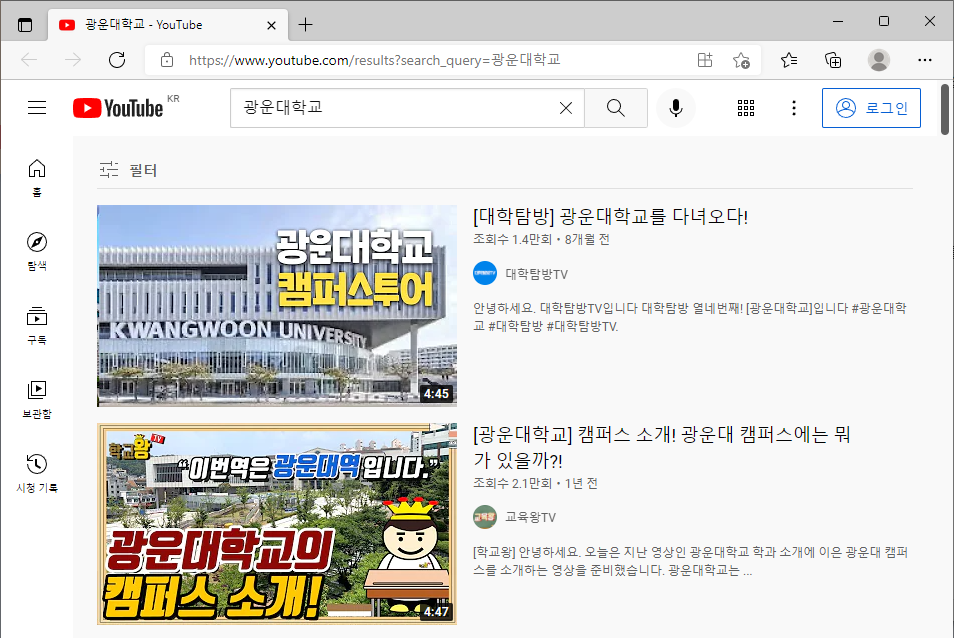 광운대학교 - YouTube
https://www.youtube.com/results?search_query=광운대학교
YouTube KR
광운대학교
로그인
홈
탐색
구독
보관함
시청 기록
필터
광운대학교
캠퍼스투어
KWANGWOON UNIVERSITY
4:45
[대학탐방] 광운대학교를 다녀오다!
조회수 1.4만회 • 8개월 전
대학탐방TV
안녕하세요. 대학탐방TV입니다 대학탐방 열네번째! [광운대학교]입니다 #광운대학
교 #대학탐방 #대학탐방TV.
학교왕 TV
“이번역은 광운대역 입니다.”
광운대학교의
캠퍼스 소개!
4:47
[광운대학교] 캠퍼스 소개! 광운대 캠퍼스에는 뭐
가 있을까?!
조회수 2.1만회 • 1년 전
교육왕
교육왕TV
[학교왕] 안녕하세요. 오늘은 지난 영상인 광운대학교 학과 소개에 이은 광운대 캠퍼
스를 소개하는 영상을 준비했습니다. 광운대학교는 ...